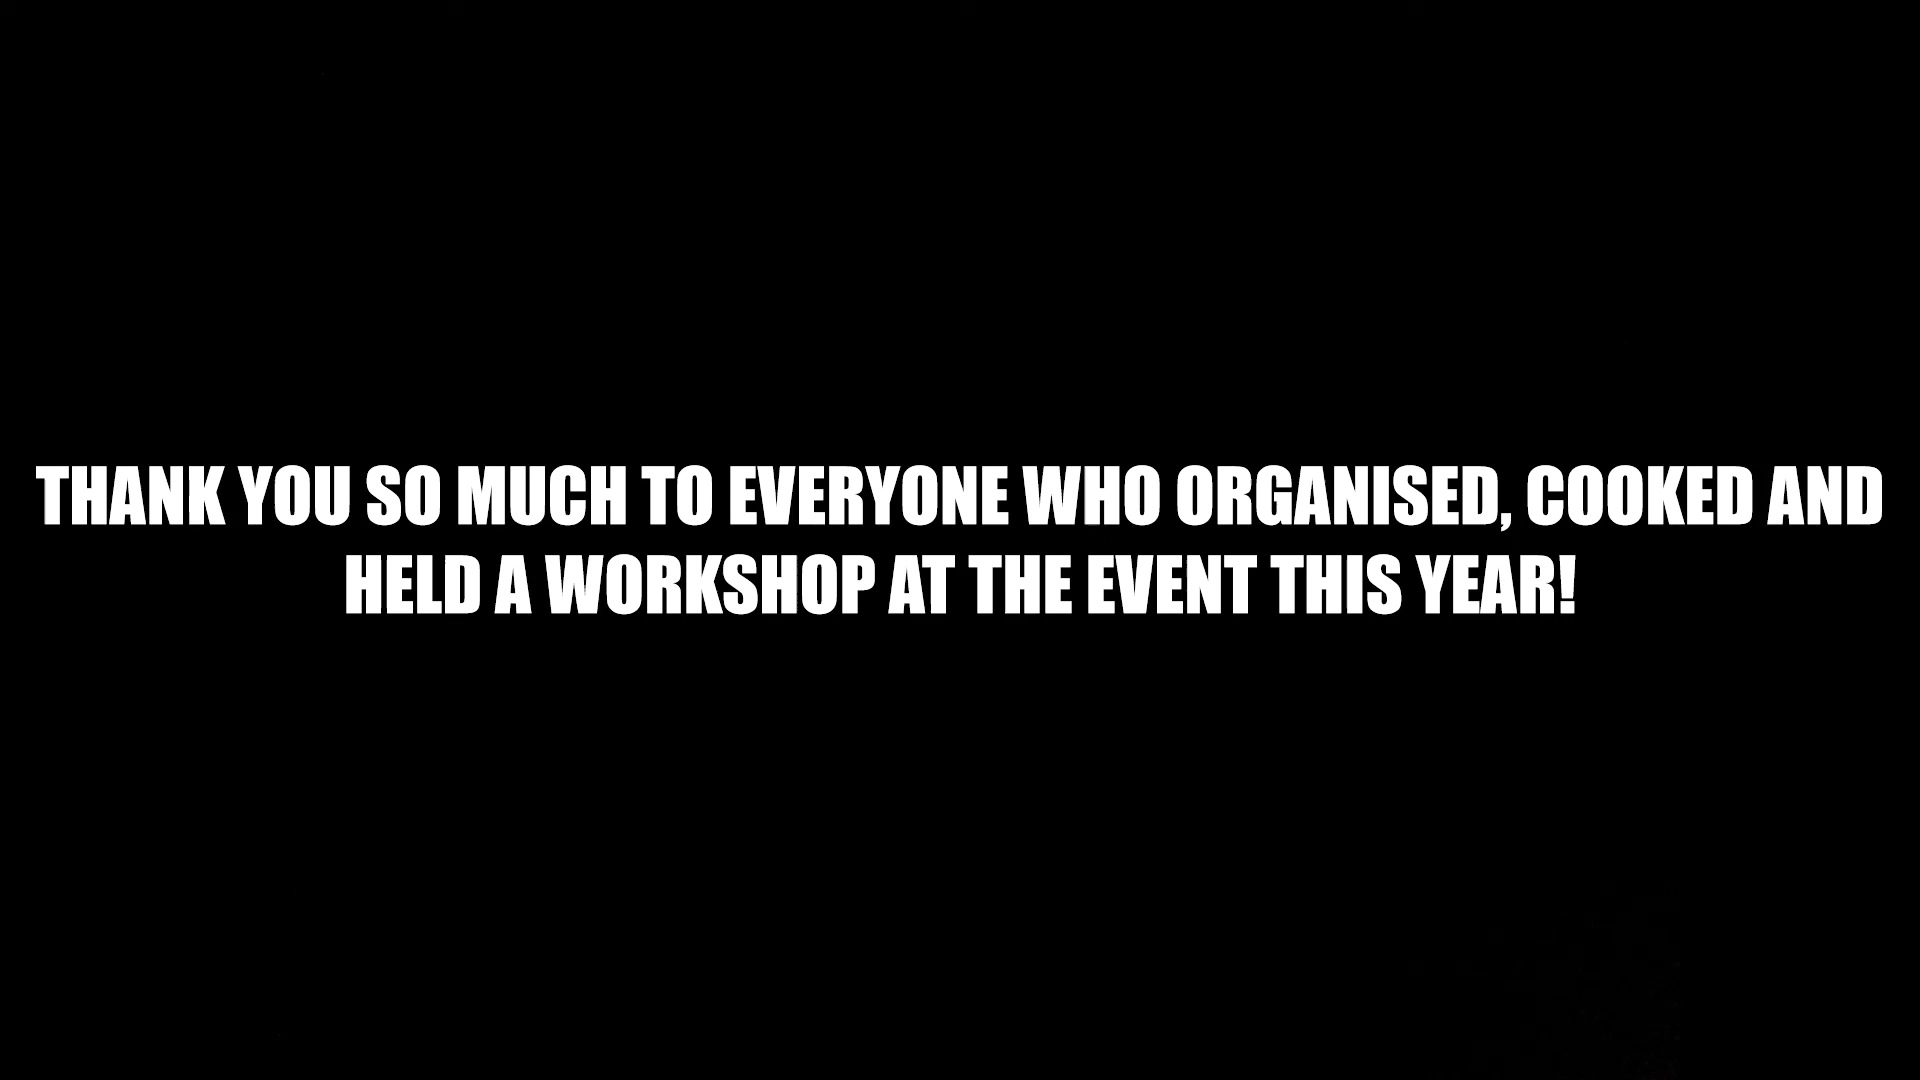 THANK YOU SO MUCH TO EVERYONE WHO ORGANISED, COOKED AND
HELD A WORKSHOP AT THE EVENT THIS YEAR!